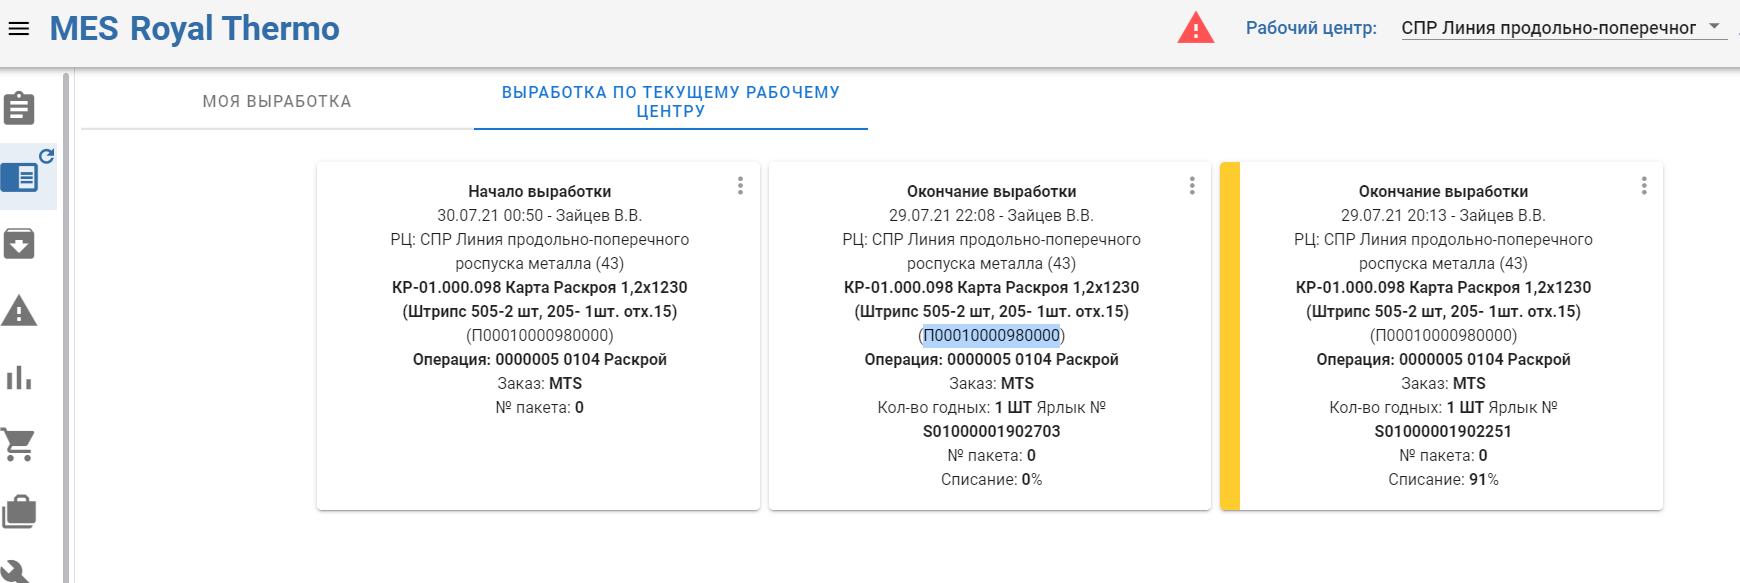 MES Royal Thermo
Рабочий центр:
СПР Линия продольно-поперечног
МОЯ ВЫРАБОТКА
ВЫРАБОТКА ПО ТЕКУЩЕМУ РАБОЧЕМУ
ЦЕНТРУ
Начало выработки
30.07.21 00:50 - Зайцев В.В.
РЦ: СПР Линия продольно-поперечного
роспуска металла (43)
КР-01.000.098 Карта Раскроя 1,2х1230
(Штрипс 505-2 шт, 205- 1шт. отх.15)
(П00010000980000)
Операция: 0000005 0104 Раскрой
Заказ: MTS
№ пакета: 0
Окончание выработки
29.07.21 22:08 - Зайцев В.В.
РЦ: СПР Линия продольно-поперечного
роспуска металла (43)
КР-01.000.098 Карта Раскроя 1,2х1230
(Штрипс 505-2 шт, 205- 1шт. отх.15)
(П00010000980000)
Операция: 0000005 0104 Раскрой
Заказ: MTS
Кол-во годных: 1 ШТ Ярлык №
S01000001902703
№ пакета: 0
Списание: 0%
Окончание выработки
29.07.21 20:13 - Зайцев В.В.
РЦ: СПР Линия продольно-поперечного
роспуска металла (43)
КР-01.000.098 Карта Раскроя 1,2х1230
(Штрипс 505-2 шт, 205- 1шт. отх.15)
(П00010000980000)
Операция: 0000005 0104 Раскрой
Заказ: MTS
Кол-во годных: 1 ШТ Ярлык №
S01000001902251
№ пакета: 0
Списание: 91%